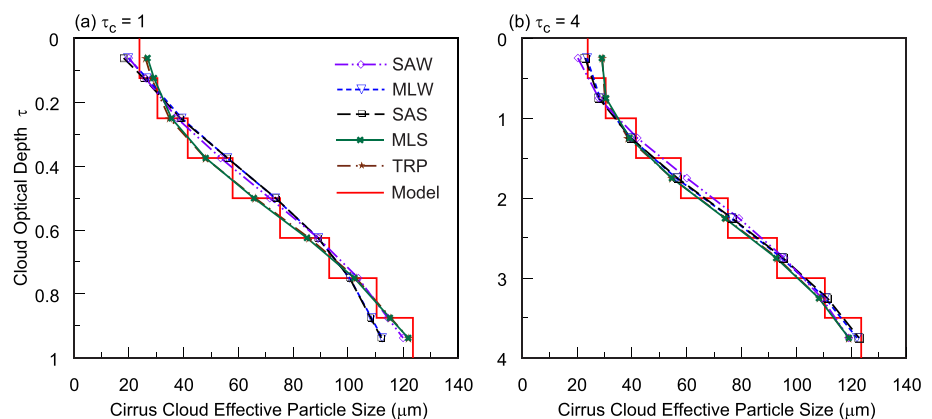 (a) τc = 1
(b) τc = 4
Cloud Optical Depth τ
0
0.2
0.4
0.6
0.8
1
0 20 40 60 80 100 120 140
Cirrus Cloud Effective Particle Size (μm)
SAW
MLW
SAS
MLS
TRP
Model
0
1
2
3
4
0 20 40 60 80 100 120 140
Cirrus Cloud Effective Particle Size (μm)